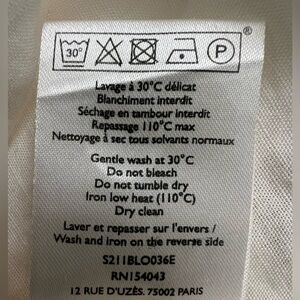 30°
P
®
Lavage à 30°C délicat
Blanchiment interdit
Séchage en tambour interdit
Repassage 110°C max
Nettoyage à sec tous solvants normaux
Gentle wash at 30°C
Do not bleach
Do not tumble dry
Iron low heat (110°C)
Dry clean
Laver et repasser sur l'envers /
Wash and iron on the reverse side
S211BLO036E
RN154043
12 RUE D'UZÈS. 75002 PARIS